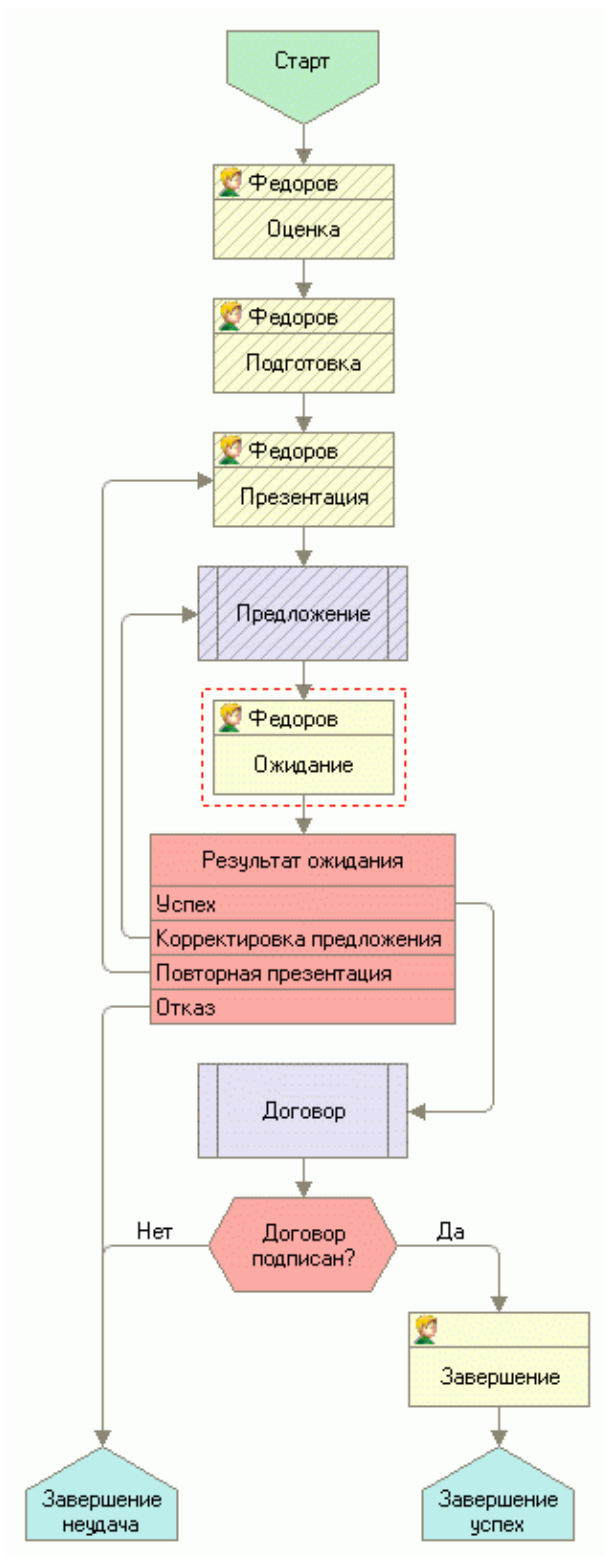 Старт
Федоров
Оценка
Федоров
Подготовка
Федоров
Презентация
Предложение
Федоров
Ожидание
Результат ожидания
Успех
Корректировка предложения
Повторная презентация
Отказ
Договор
Нет
Договор
подписан?
Да
Завершение
Завершение
неудача
Завершение
успех